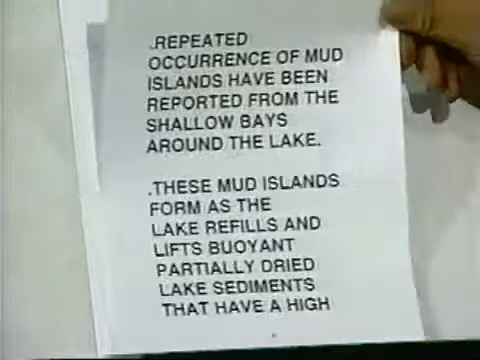 .REPEATED
OCCURRENCE OF MUD
ISLANDS HAVE BEEN
REPORTED FROM THE
SHALLOW BAYS
AROUND THE LAKE.
.THESE MUD ISLANDS
FORM AS THE
LAKE REFILLS AND
LIFTS BUOYANT
PARTIALLY DRIED
LAKE SEDIMENTS
THAT HAVE A HIGH